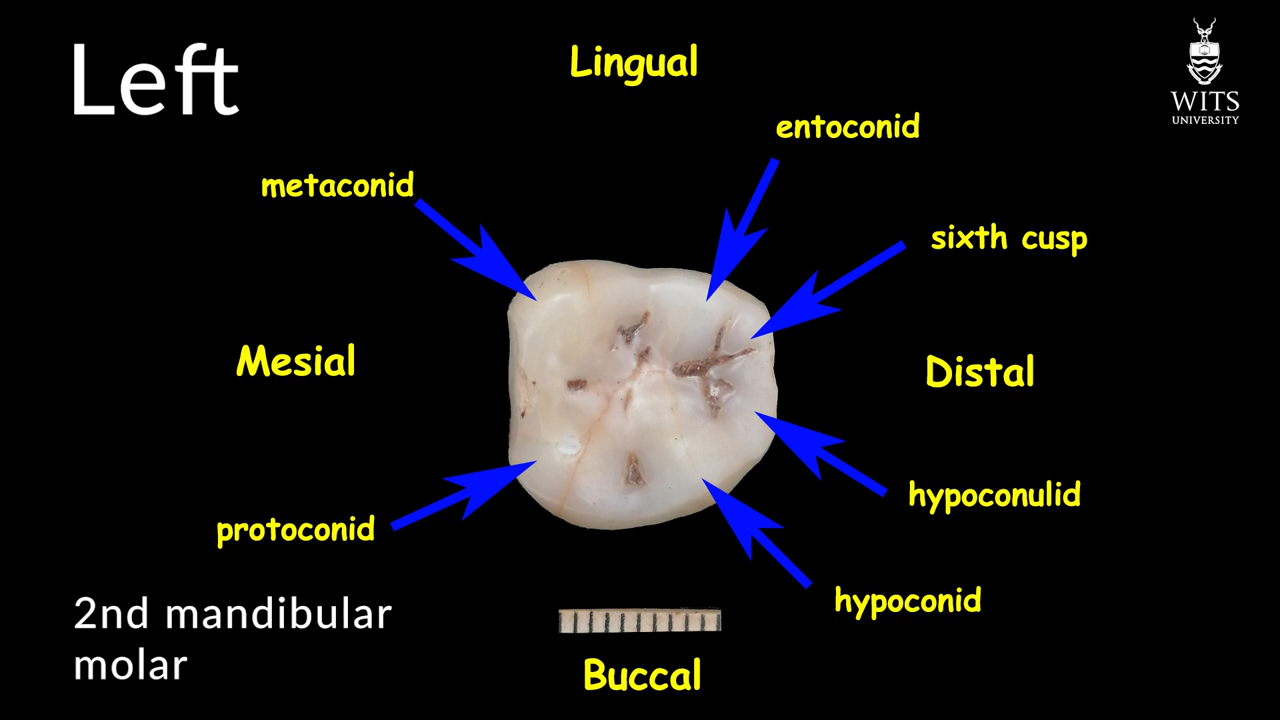 Left
Lingual
WITS
UNIVERSITY
entoconid
metaconid
sixth cusp
Mesial
Distal
hypoconulid
protoconid
hypoconid
2nd mandibular
molar
Buccal